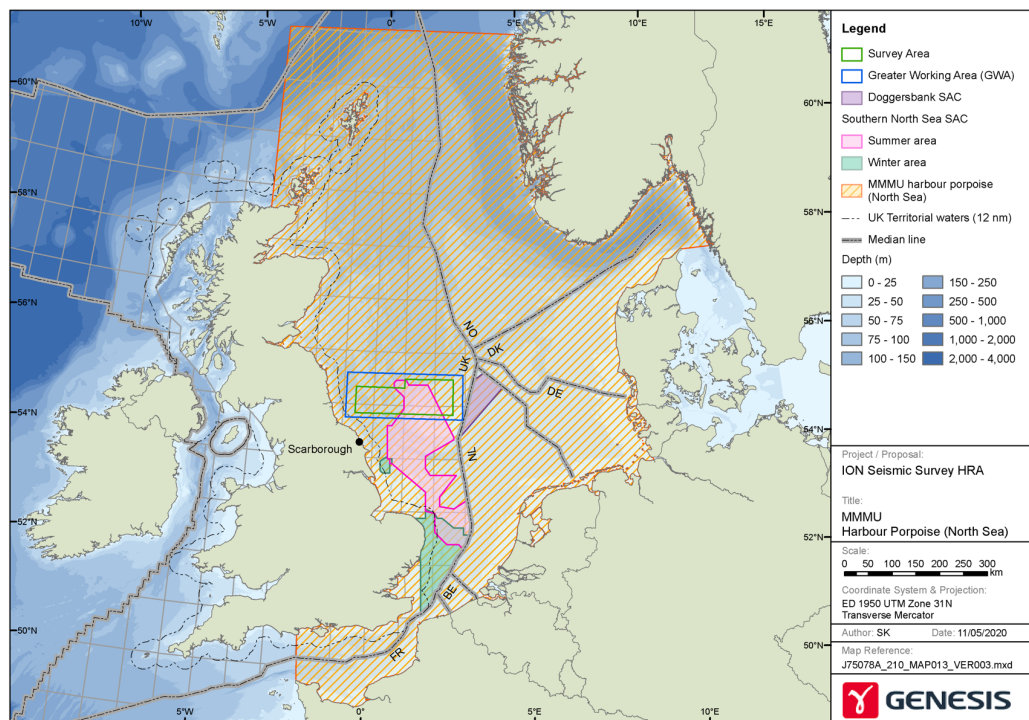 10°W
5°W
0°
5°E
10°E
15°E
60°N
60°N
58°N
58°N
56°N
56°N
54°N
54°N
52°N
52°N
50°N
50°N
5°W
0°
5°E
10°E
NO
UK
DK
DE
NL
BE
FR
Scarborough
Legend
Survey Area
Greater Working Area (GWA)
Doggersbank SAC
Southern North Sea SAC
Summer area
Winter area
MMMU harbour porpoise
(North Sea)
UK Territorial waters (12 nm)
Median line
Depth (m)
0 - 25
25 - 50
50 - 75
75 - 100
100 - 150
150 - 250
250 - 500
500 - 1,000
1,000 - 2,000
2,000 - 4,000
Project / Proposal:
ION Seismic Survey HRA
Title:
MMMU
Harbour Porpoise (North Sea)
Scale:
0 50 100 150 200 250 300
km
Coordinate System & Projection:
ED 1950 UTM Zone 31N
Transverse Mercator
Author: SK Date: 11/05/2020
Map Reference:
J75078A_210_MAP013_VER003.mxd
GENESIS